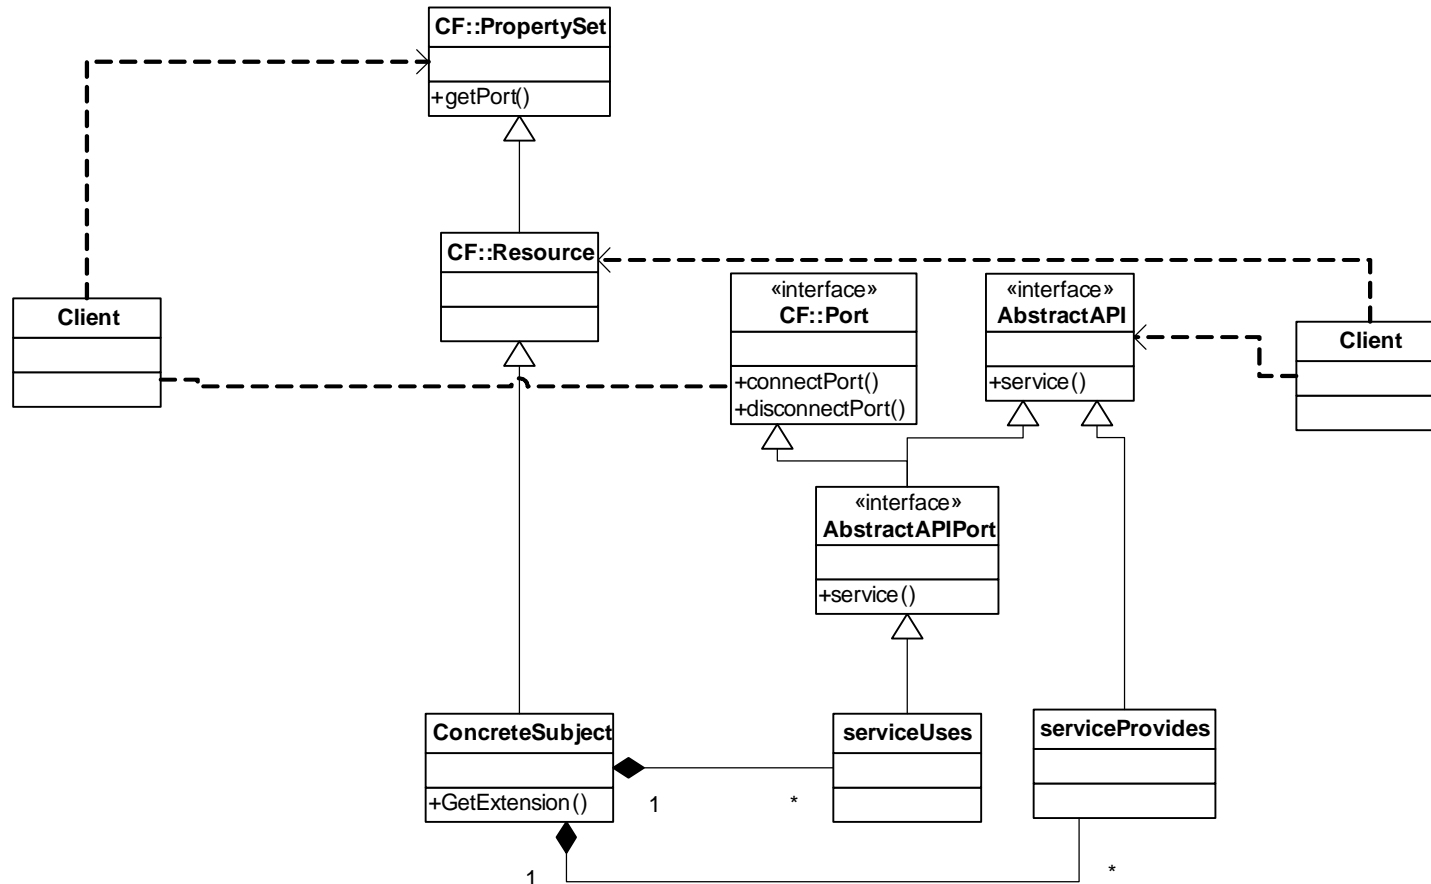 CF::PropertySet
+getPort()
CF::Resource
«interface»
CF::Port
+connectPort()
+disconnectPort()
«interface»
AbstractAPI
+service()
Client
Client
«interface»
AbstractAPIPort
+service()
ConcreteSubject
+GetExtension()
serviceUses
serviceProvides
1
*
1
*